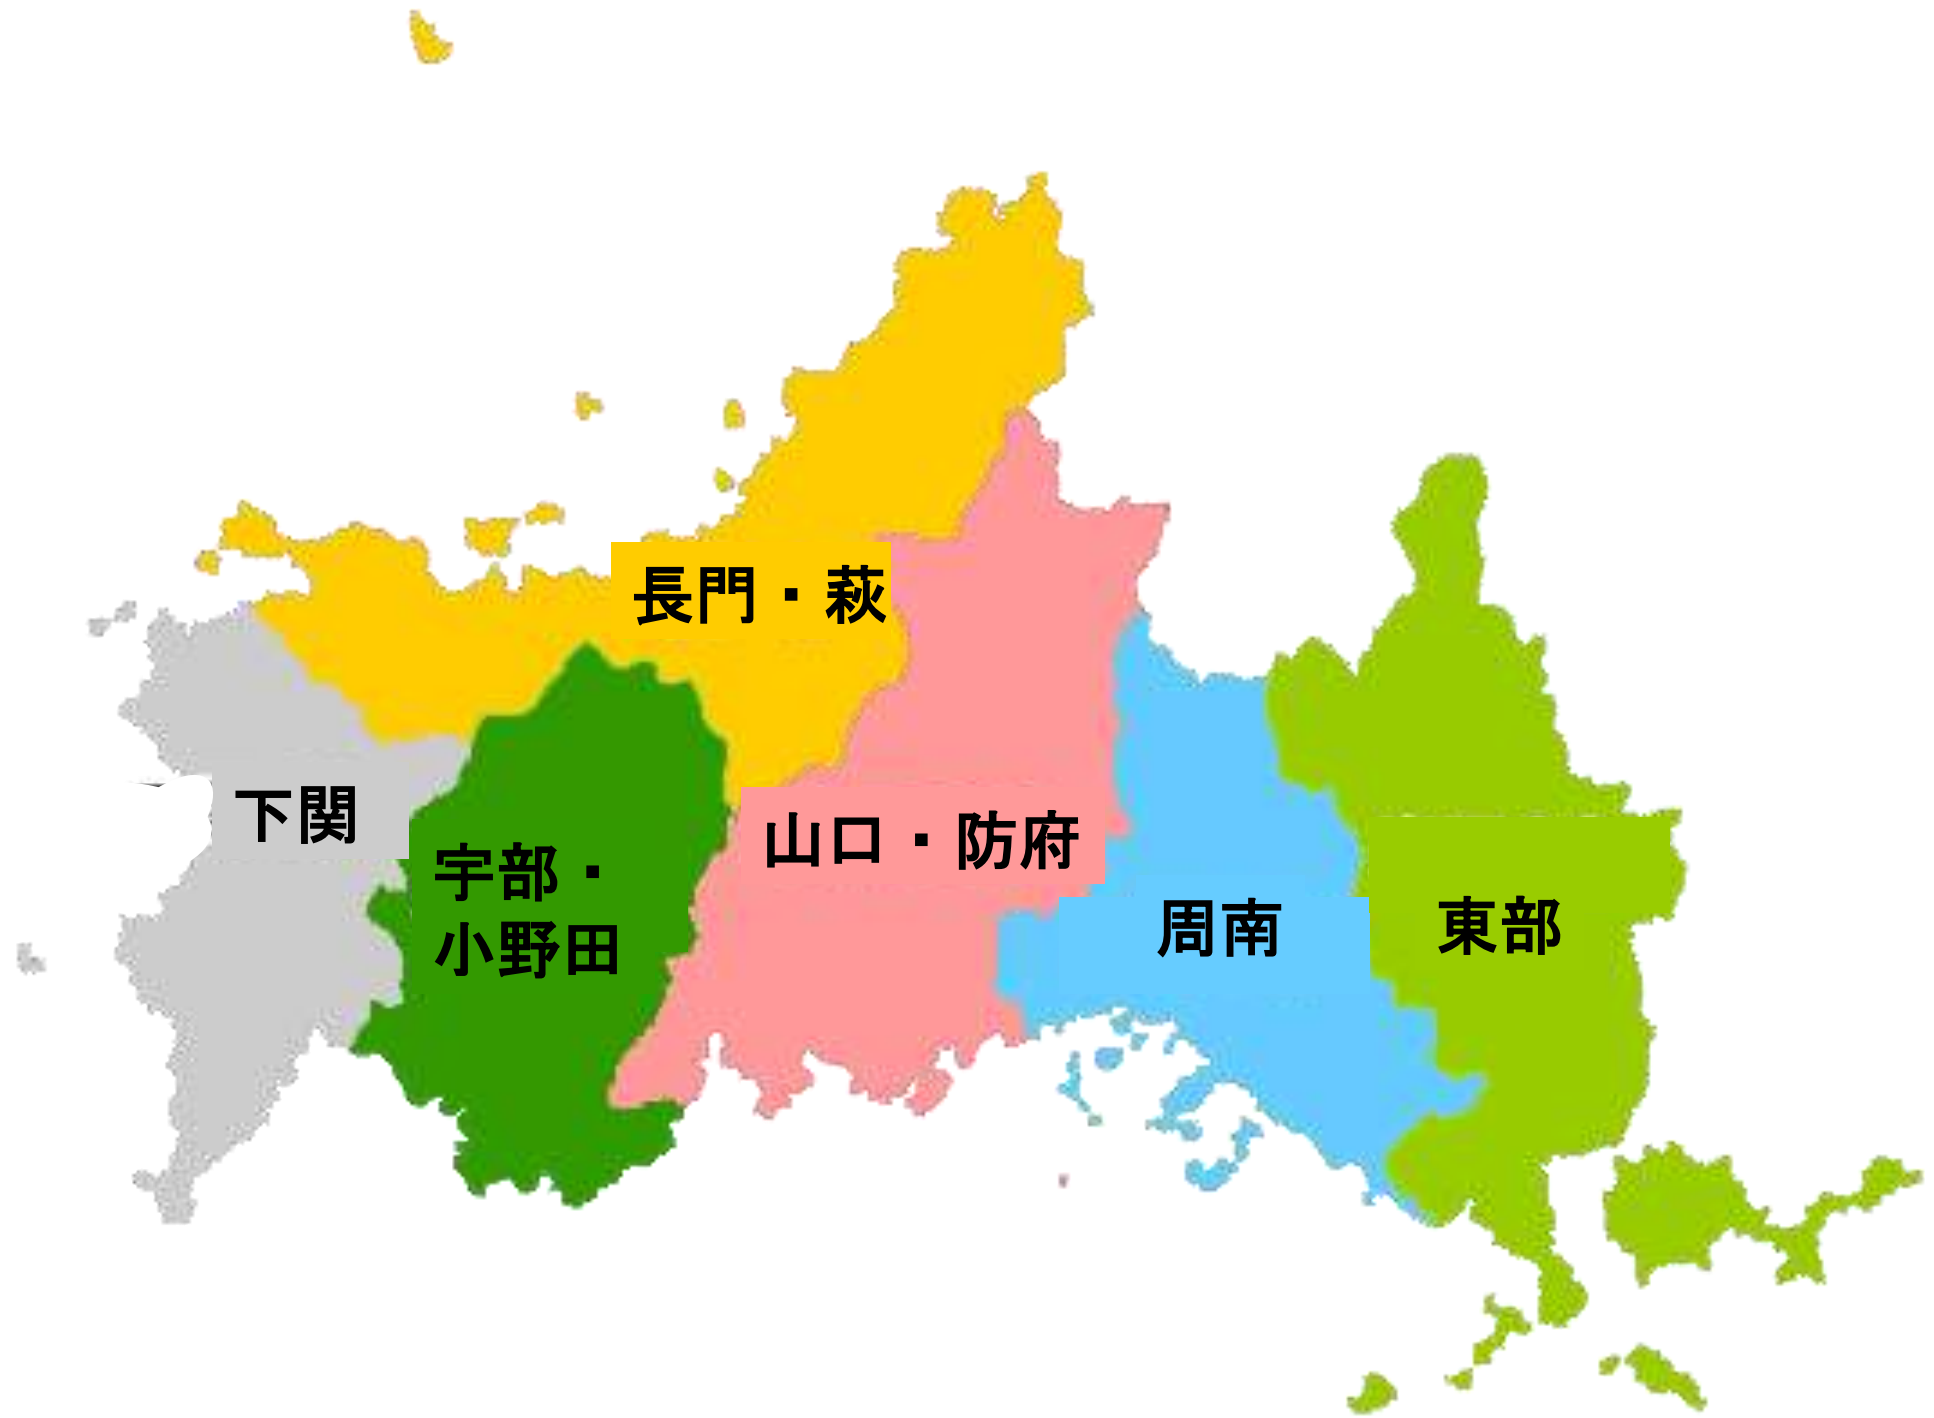 長門・萩
下関
宇部・
小野田
山口・防府
周南
東部